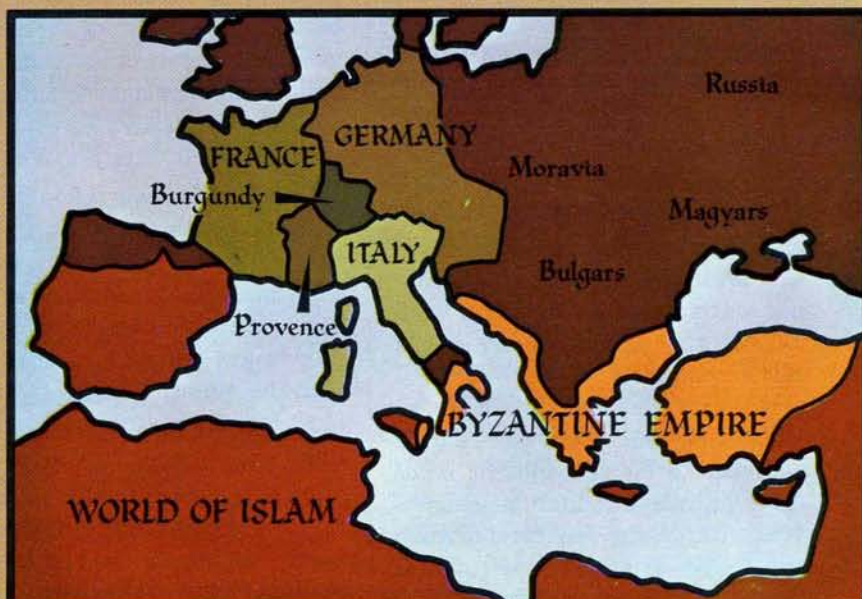 Russia
GERMANY
FRANCE
Moravia
Burgundy
Magyars
ITALY
Bulgars
Provence
BYZANTINE EMPIRE
WORLD OF ISLAM